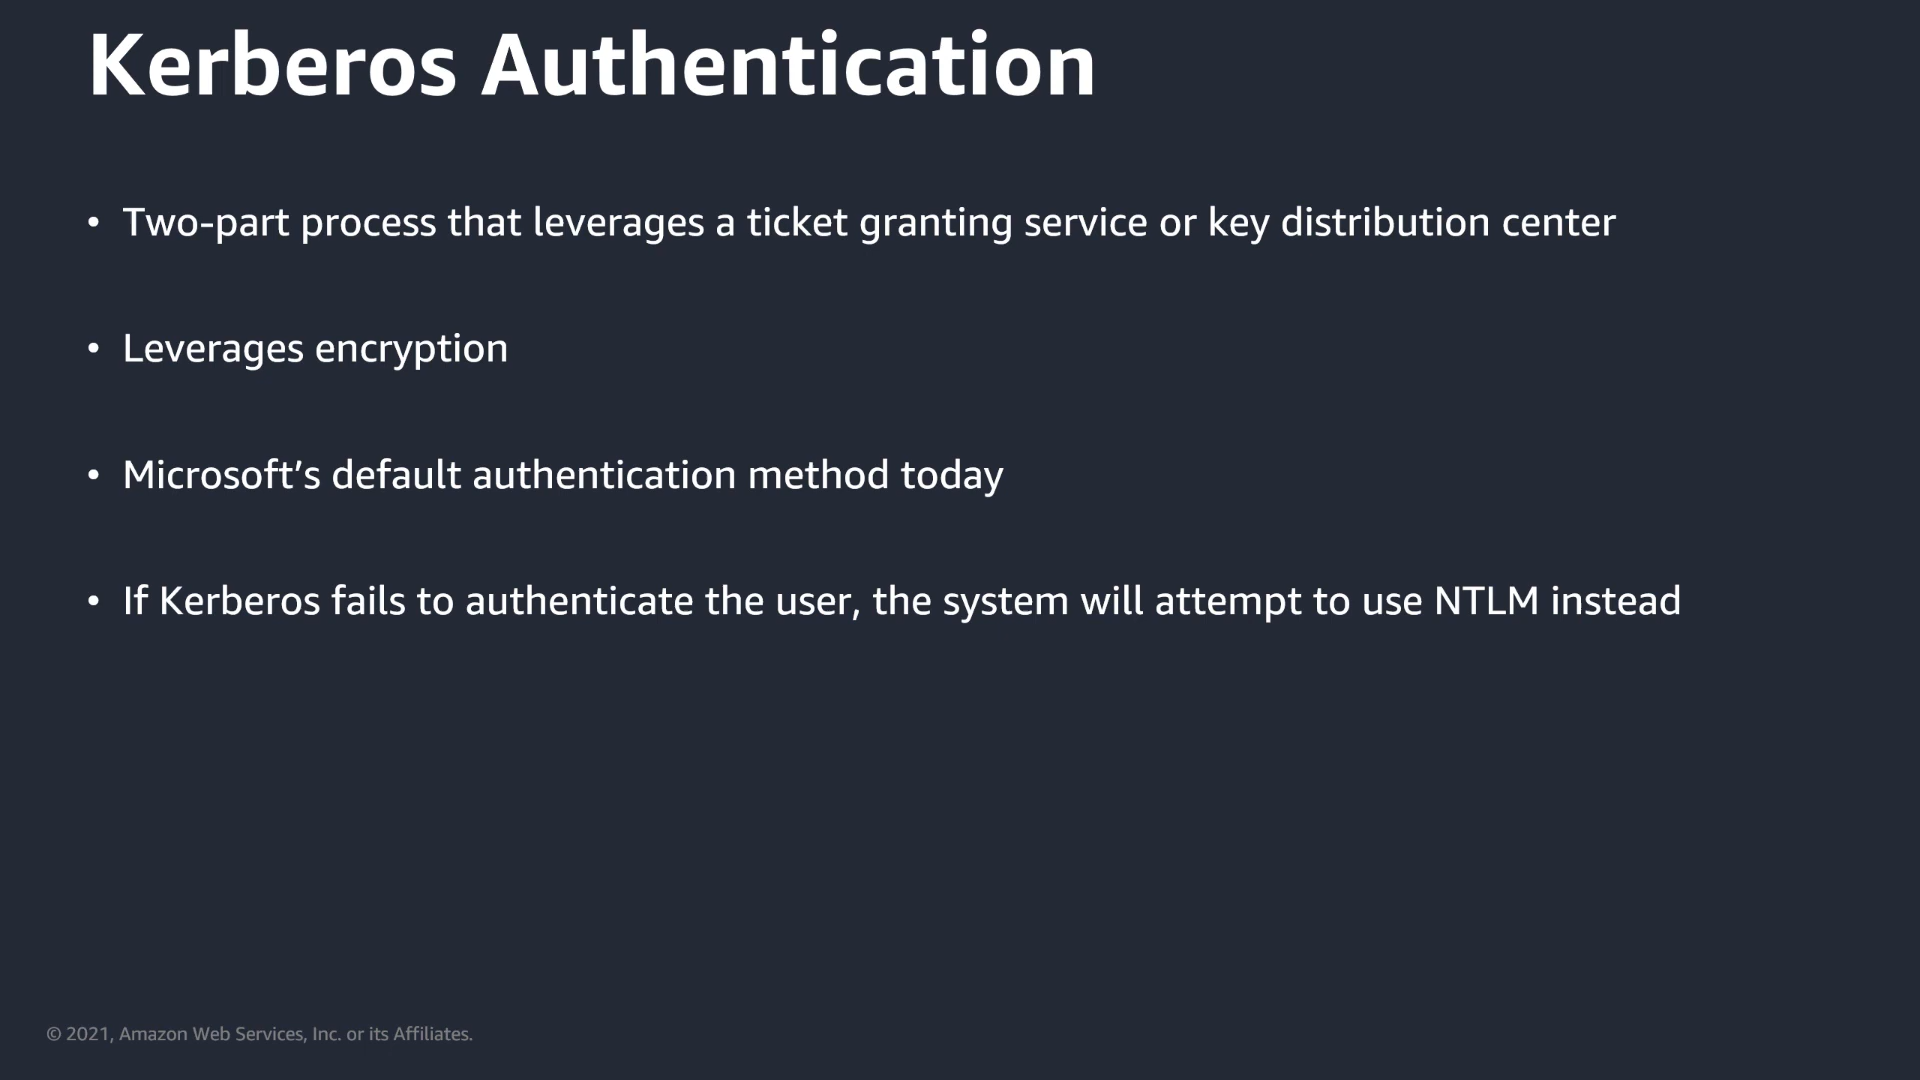 Kerberos Authentication
• Two-part process that leverages a ticket granting service or key distribution center
• Leverages encryption
• Microsoft’s default authentication method today
• If Kerberos fails to authenticate the user, the system will attempt to use NTLM instead
© 2021, Amazon Web Services, Inc. or its Affiliates.